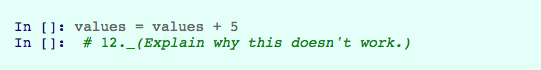 In []: values = values + 5
In []: # 12._(Explain why this doesn't work.)